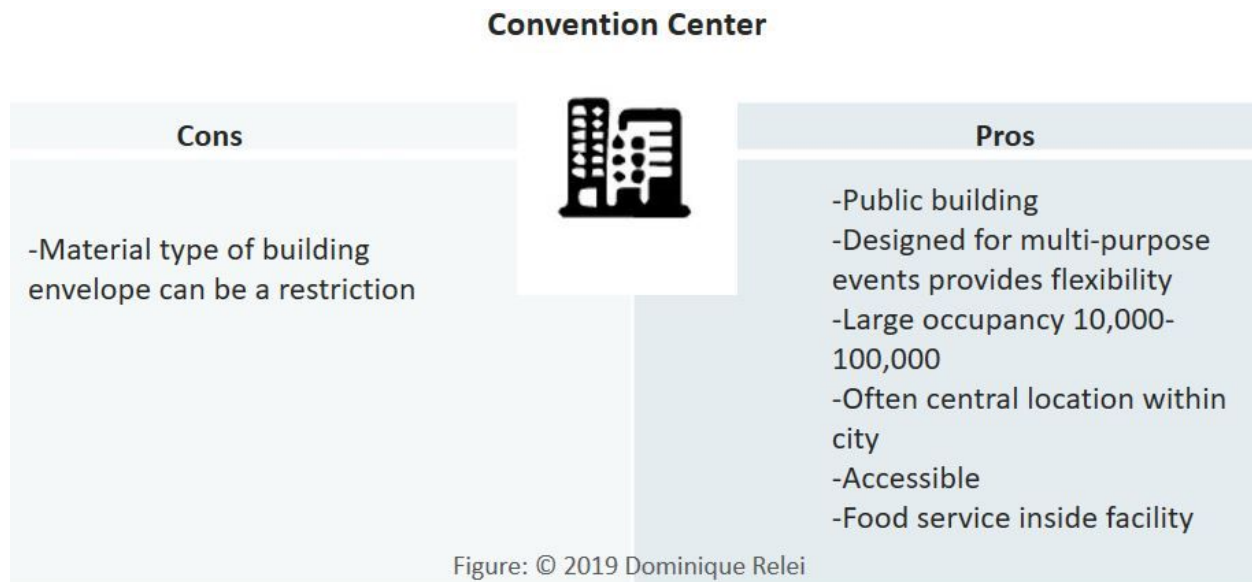 Convention Center
Cons
-Material type of building
envelope can be a restriction
Pros
-Public building
-Designed for multi-purpose
events provides flexibility
-Large occupancy 10,000-
100,000
-Often central location within
city
-Accessible
-Food service inside facility
Figure: © 2019 Dominique Relei